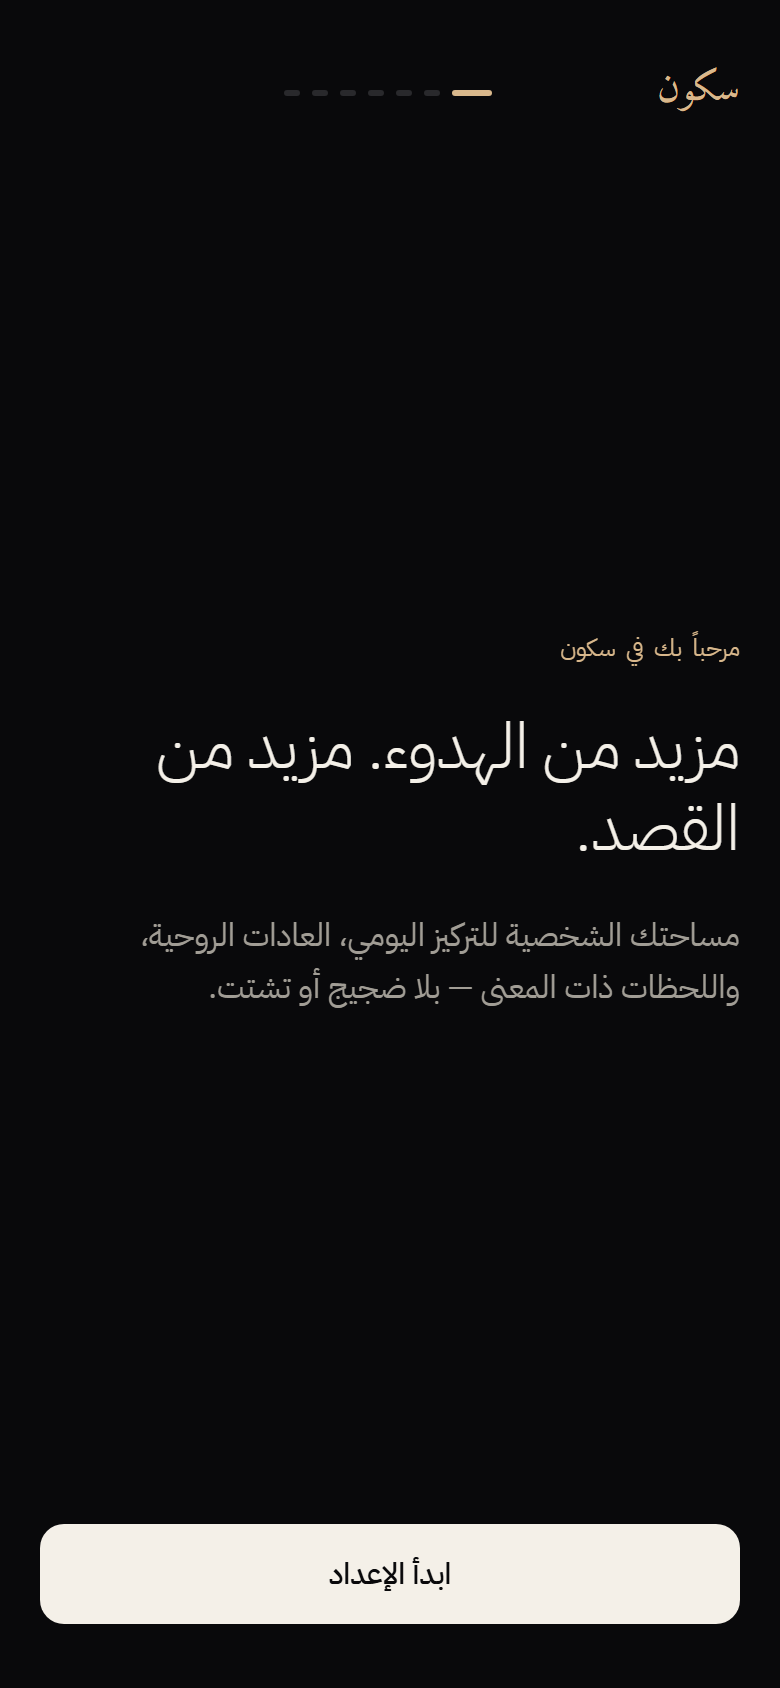 سكون
مرحباً بك في سكون
مزيد من الهدوء. مزيد من
القصد.
مساحتك الشخصية للتركيز اليومي، العادات الروحية،
واللحظات ذات المعنى — بلا ضجيج أو تشتت.
ابدأ الإعداد